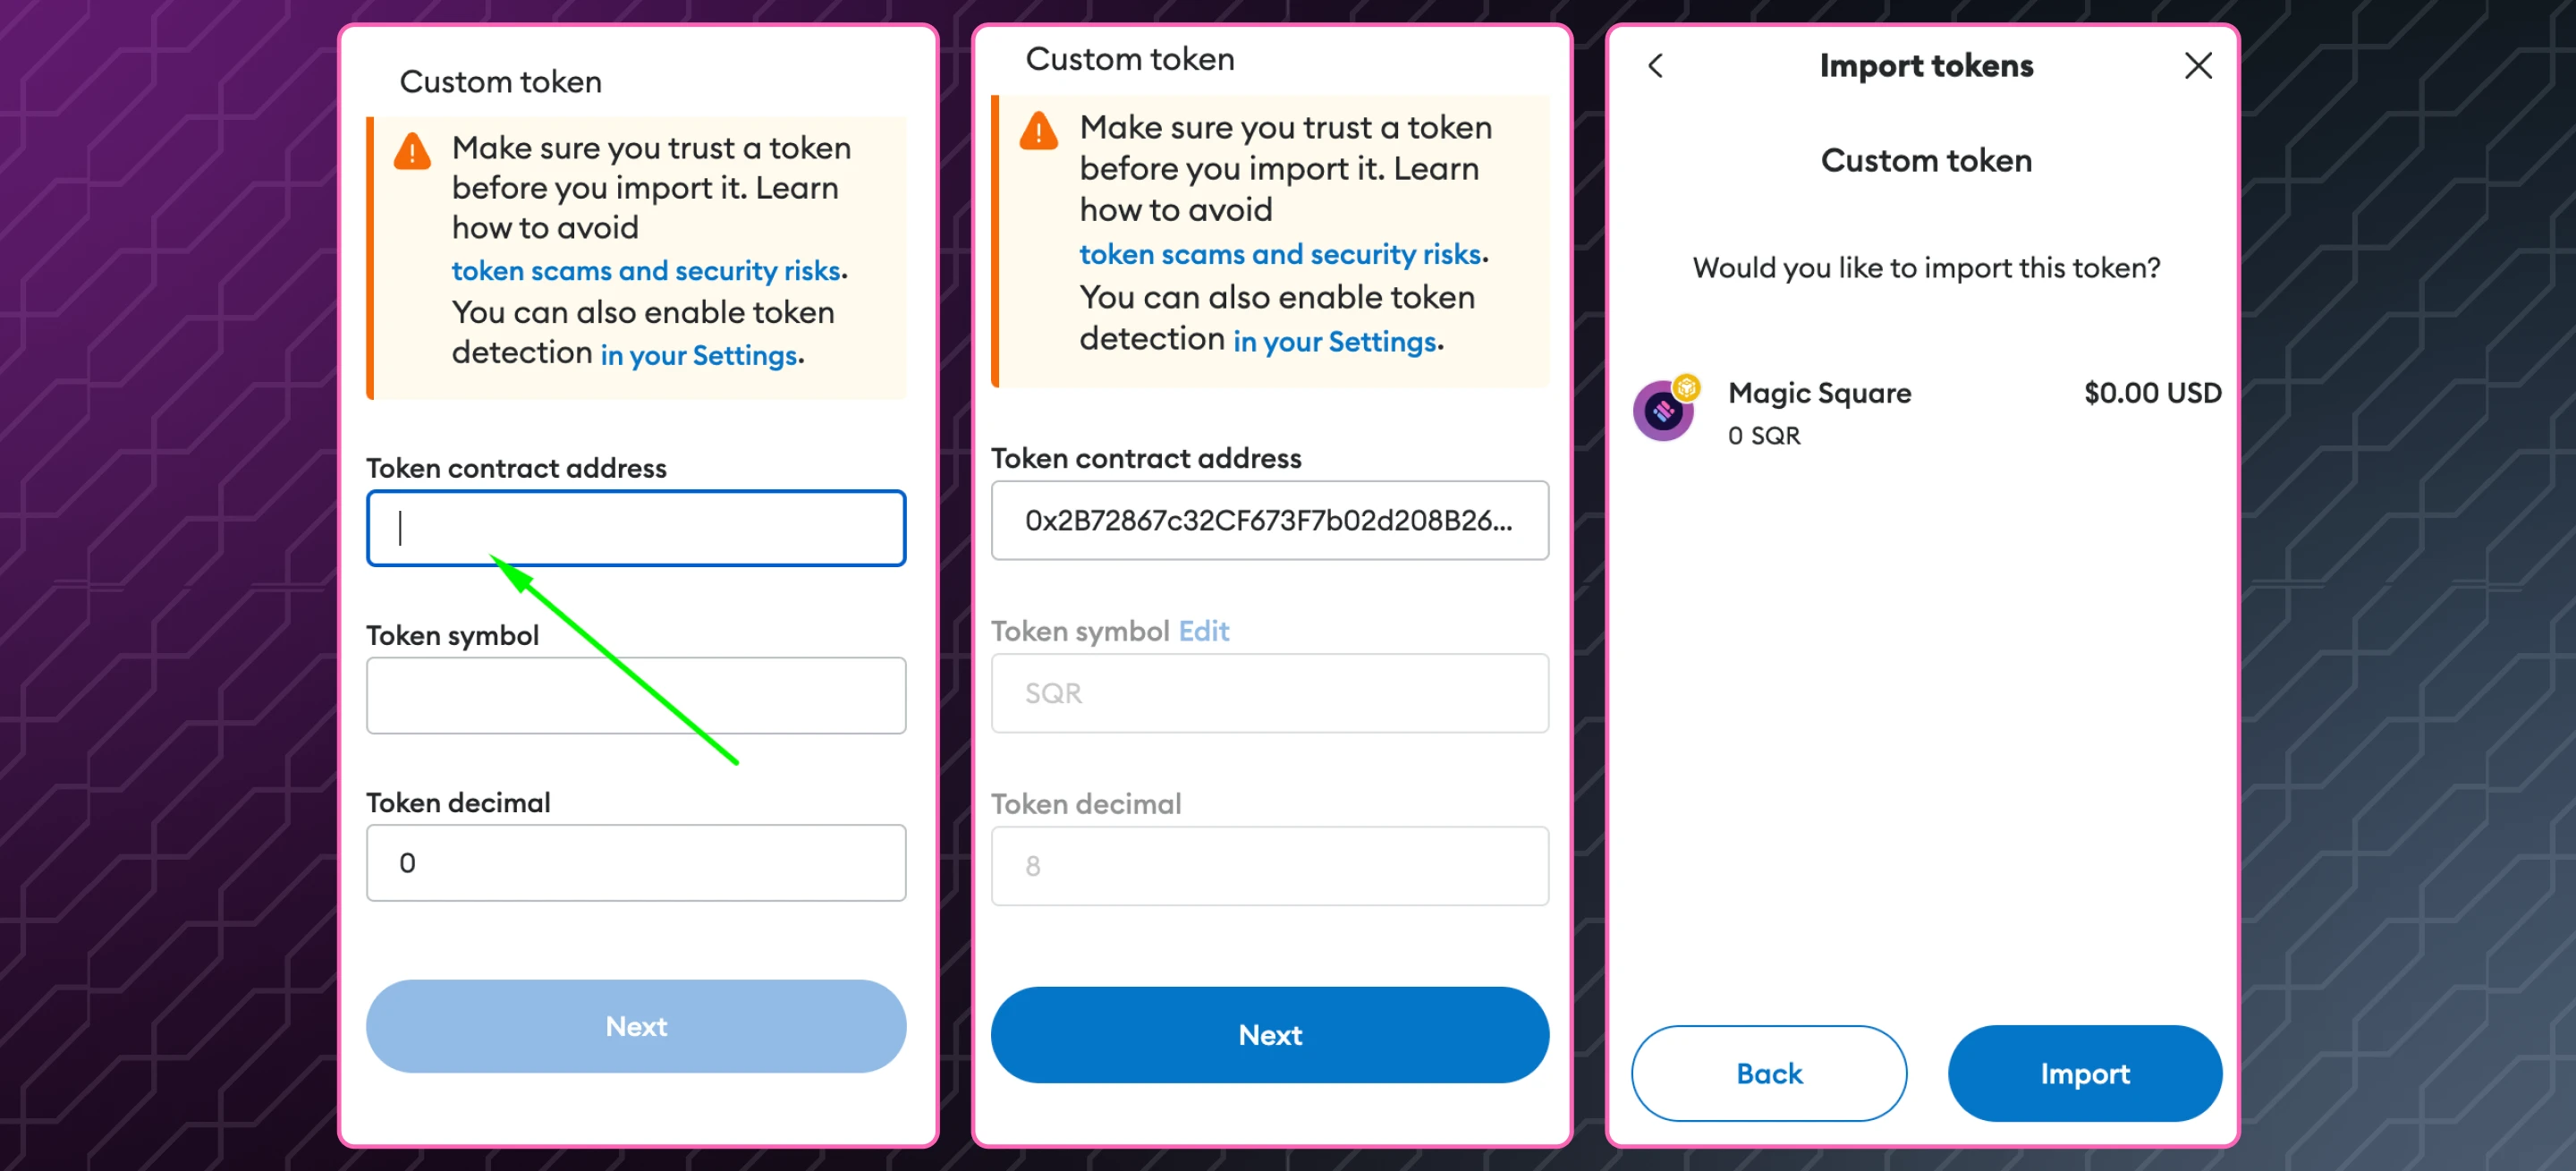 Custom token
Make sure you trust a token
before you import it. Learn
how to avoid
token scams and security risks.
You can also enable token
detection in your Settings.
Token contract address
Token symbol
Token decimal
0
Next
Custom token
Make sure you trust a token
before you import it. Learn
how to avoid
token scams and security risks.
You can also enable token
detection in your Settings.
Token contract address
0x2B72867c32CF673F7b02d208B26...
Token symbol Edit
SQR
Token decimal
8
Next
Import tokens
Custom token
Would you like to import this token?
Magic Square $0.00 USD
0 SQR
Back Import